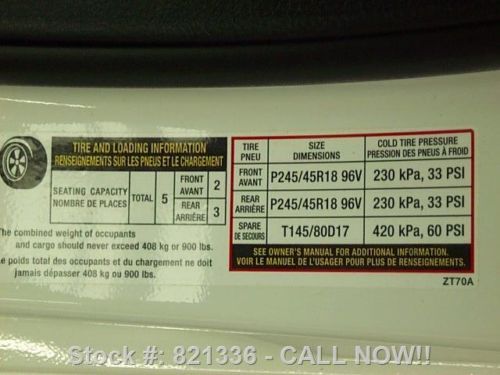 TIRE AND LOADING INFORMATION
RENSEIGNEMENTS SUR LES PNEUS ET LE CHARGEMENT
SEATING CAPACITY
NOMBRE DE PLACES
TOTAL
5
FRONT
AVANT
2
REAR
ARRIÈRE
3
The combined weight of occupants
and cargo should never exceed 408 kg or 900 lbs.
Le poids total des occupants et du chargement ne doit
jamais dépasser 408 kg ou 900 lbs.
TIRE
PNEU
SIZE
DIMENSIONS
COLD TIRE PRESSURE
PRESSION DES PNEUS À FROID
FRONT
AVANT
P245/45R18 96V
230 kPa, 33 PSI
REAR
ARRIÈRE
P245/45R18 96V
230 kPa, 33 PSI
SPARE
DE SECOURS
T145/80D17
420 kPa, 60 PSI
SEE OWNER'S MANUAL FOR ADDITIONAL INFORMATION.
VOIR LE MANUEL DE L'USAGER POUR PLUS DE RENSEIGNEMENTS.
ZT70A
Stock #: 821336 - CALL NOW!!